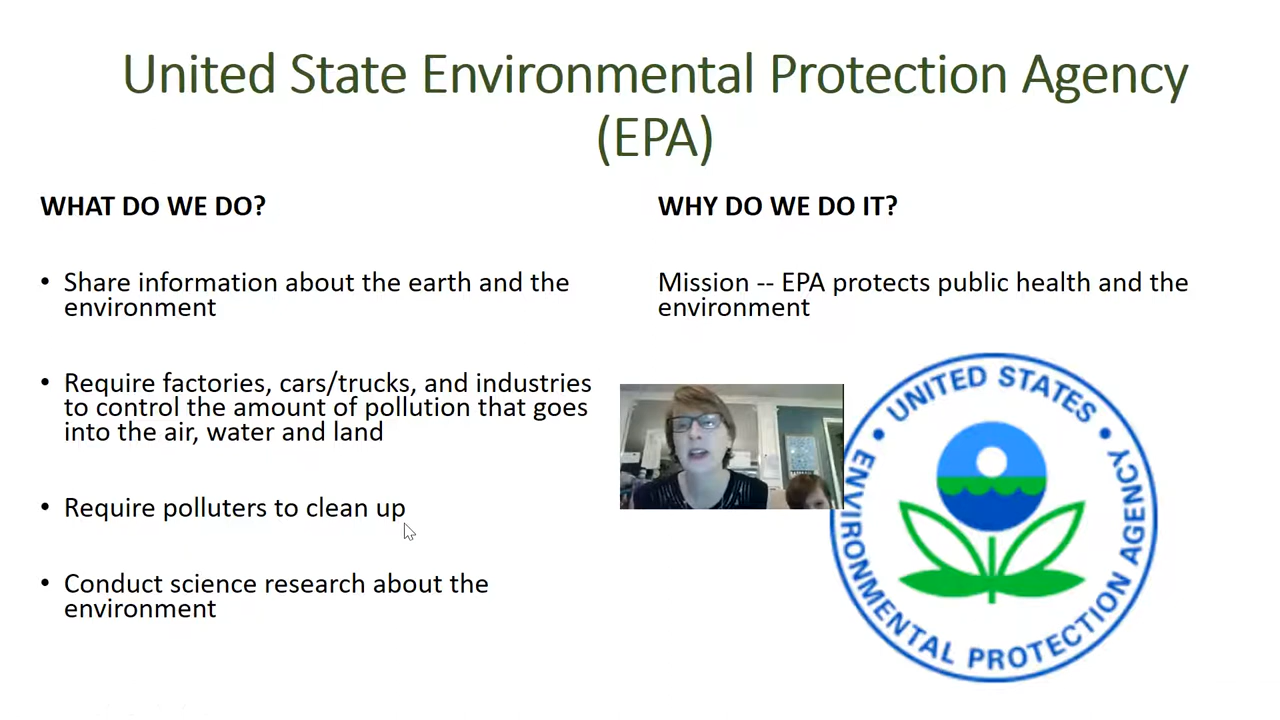 United State Environmental Protection Agency
(EPA)
WHAT DO WE DO?
• Share information about the earth and the
environment
• Require factories, cars/trucks, and industries
to control the amount of pollution that goes
into the air, water and land
• Require polluters to clean up
• Conduct science research about the
environment
WHY DO WE DO IT?
Mission -- EPA protects public health and the
environment
UNITED STATES
ENVIRONMENTAL PROTECTION AGENCY